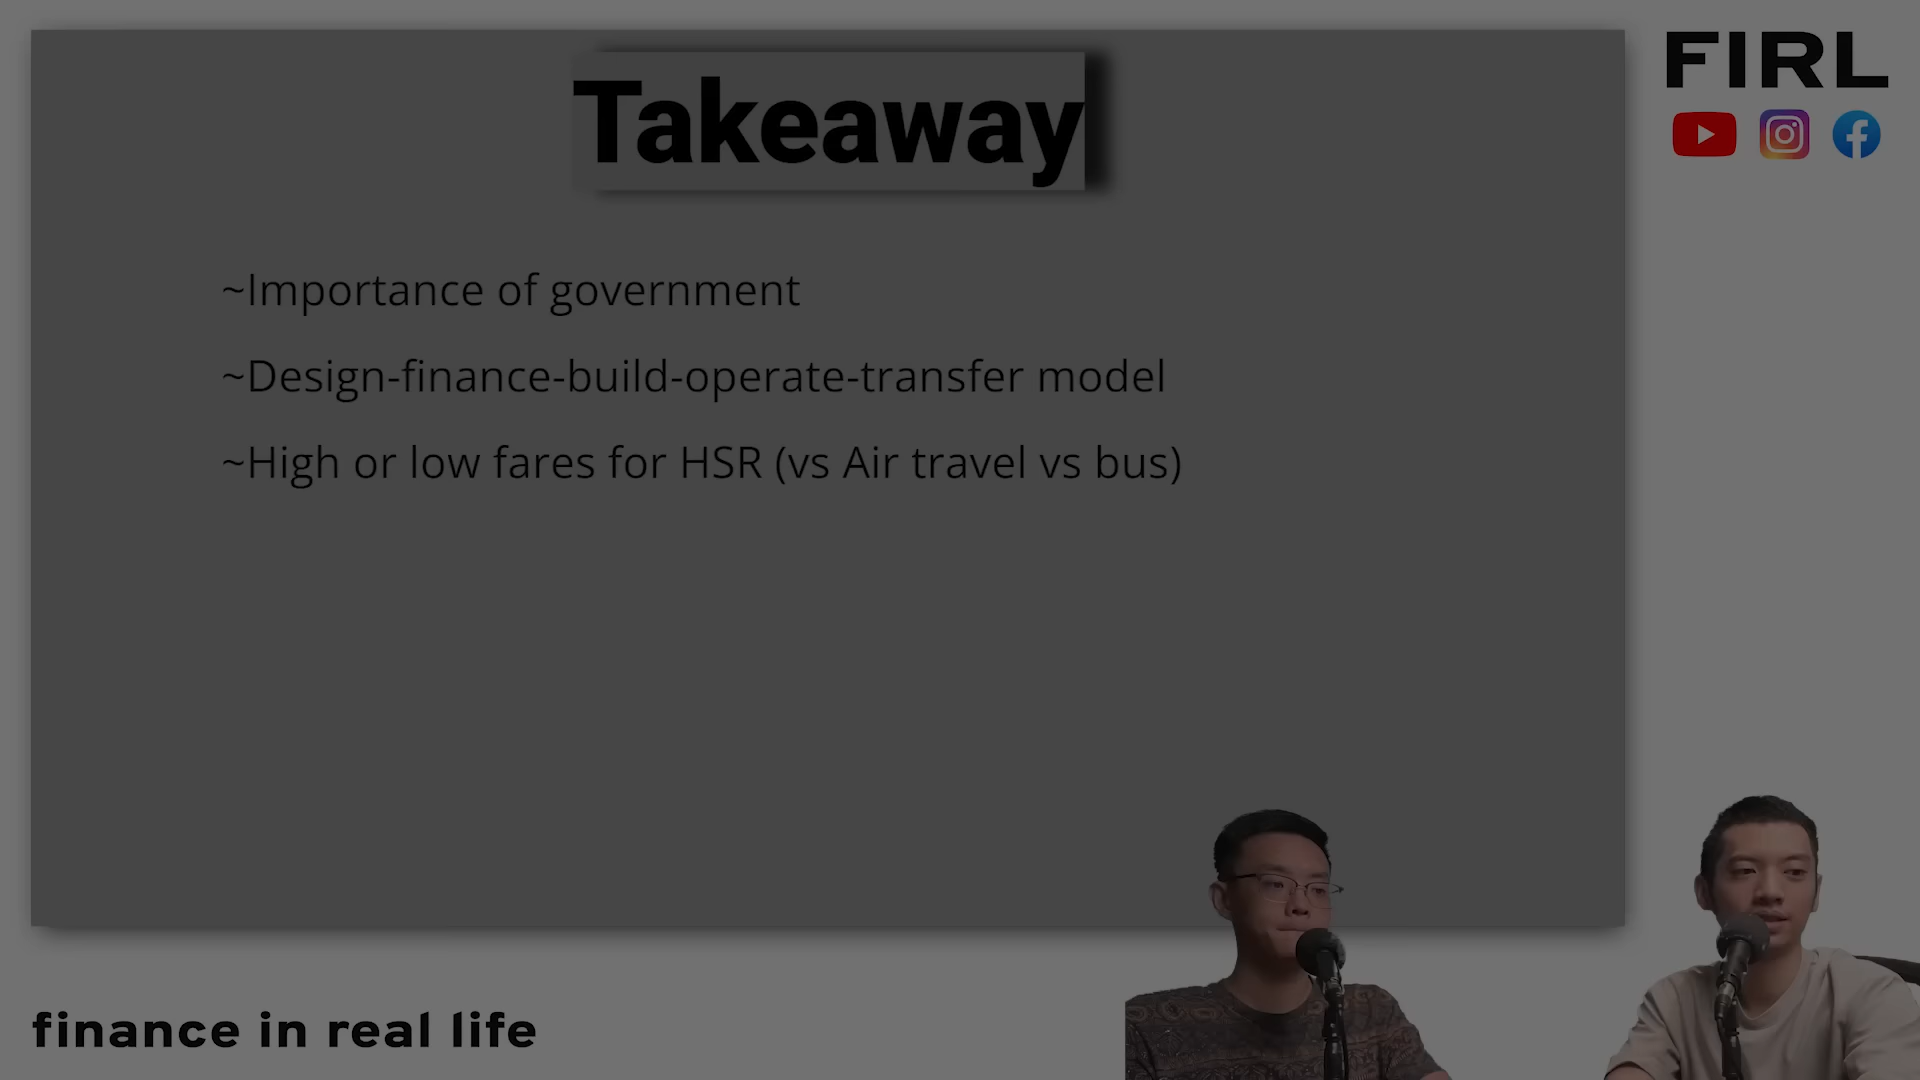 Takeaway
FIRL
~Importance of government
~Design-finance-build-operate-transfer model
~High or low fares for HSR (vs Air travel vs bus)
finance in real life